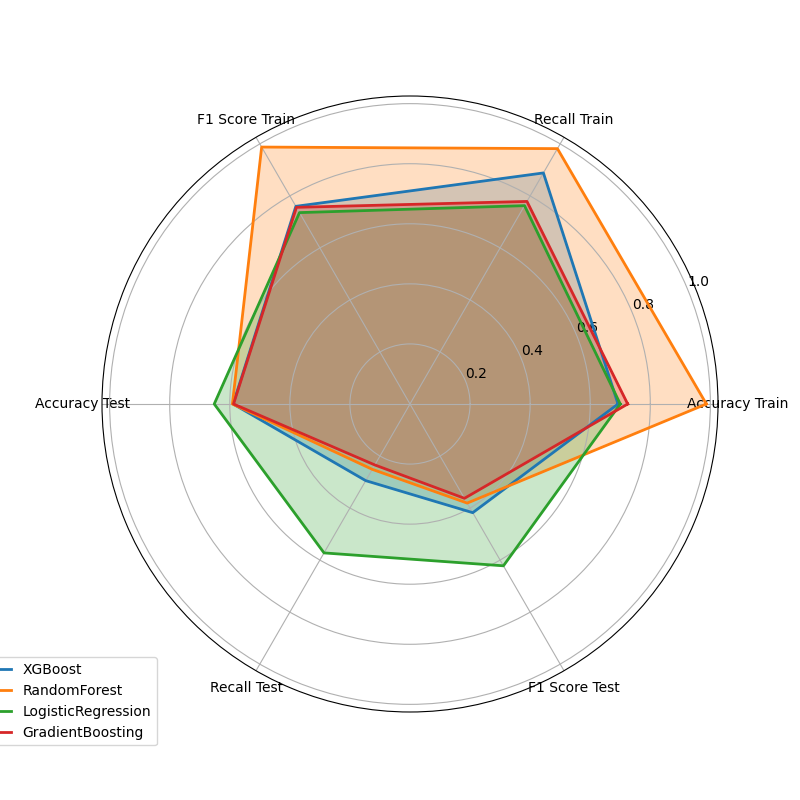 F1 Score Train
Recall Train
1.0
0.8
0.6
0.4
0.2
Accuracy Test
Accuracy Train
Recall Test
F1 Score Test
XGBoost
RandomForest
LogisticRegression
GradientBoosting